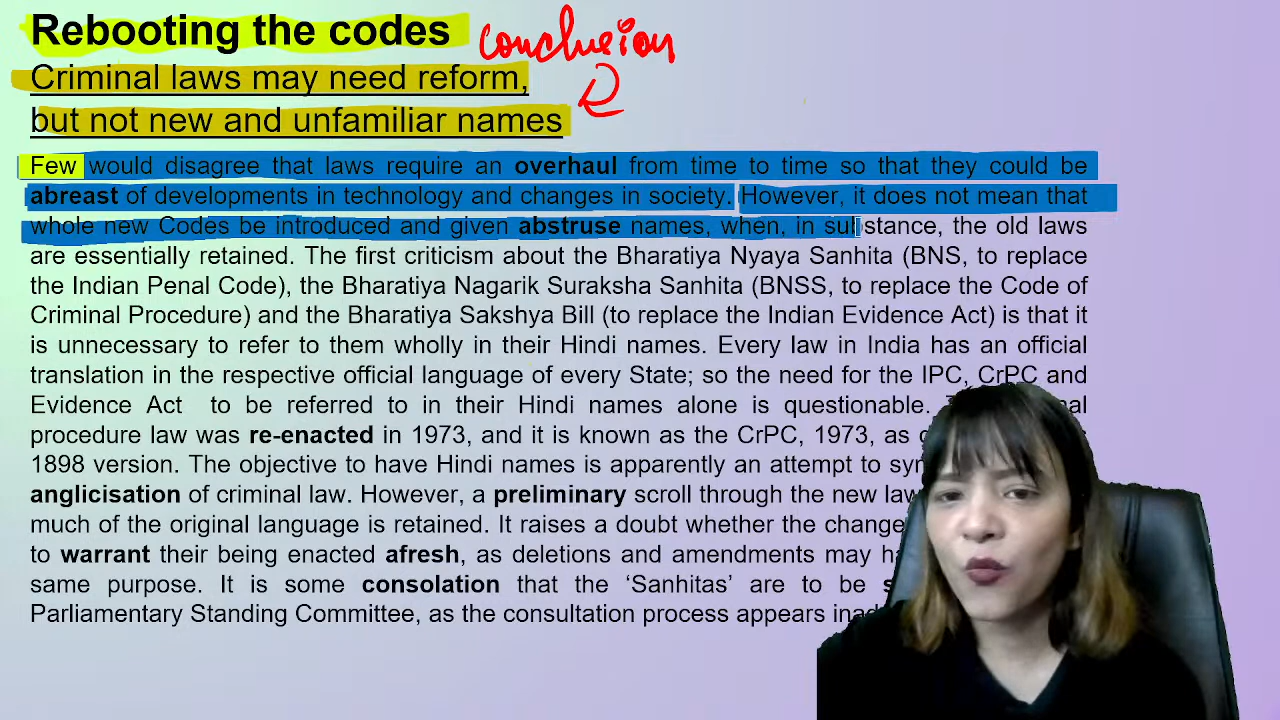 Rebooting the codes
conclusion
Criminal laws may need reform,
but not new and unfamiliar names
Few would disagree that laws require an overhaul from time to time so that they could be
abreast of developments in technology and changes in society. However, it does not mean that
whole new Codes be introduced and given abstruse names, when, in substance, the old laws
are essentially retained. The first criticism about the Bharatiya Nyaya Sanhita (BNS, to replace
the Indian Penal Code), the Bharatiya Nagarik Suraksha Sanhita (BNSS, to replace the Code of
Criminal Procedure) and the Bharatiya Sakshya Bill (to replace the Indian Evidence Act) is that it
is unnecessary to refer to them wholly in their Hindi names. Every law in India has an official
translation in the respective official language of every State; so the need for the IPC, CrPC and
Evidence Act to be referred to in their Hindi names alone is questionable.
procedure law was re-enacted in 1973, and it is known as the CrPC, 1973, as
1898 version. The objective to have Hindi names is apparently an attempt to
anglicisation of criminal law. However, a preliminary scroll through the new
much of the original language is retained. It raises a doubt whether the
to warrant their being enacted afresh, as deletions and amendments may
same purpose. It is some consolation that the ‘Sanhitas’ are to be
Parliamentary Standing Committee, as the consultation process appears